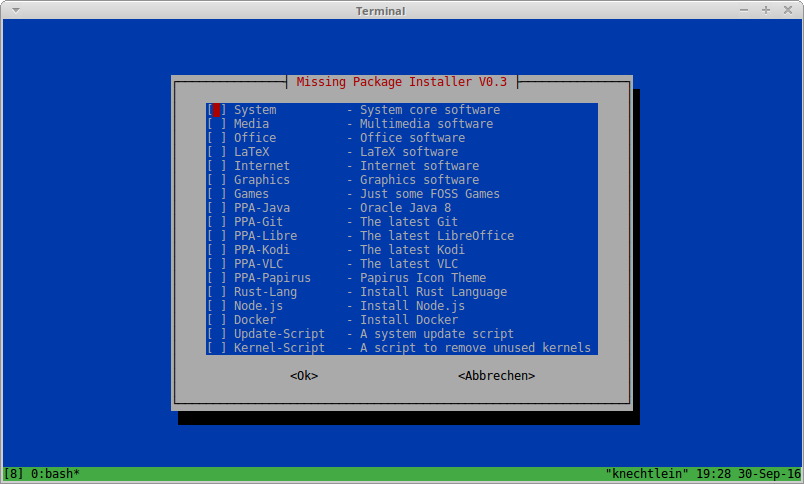 Terminal
Missing Package Installer V0.3
[ ] System - System core software
[ ] Media - Multimedia software
[ ] Office - Office software
[ ] LaTeX - LaTeX software
[ ] Internet - Internet software
[ ] Graphics - Graphics software
[ ] Games - Just some FOSS Games
[ ] PPA-Java - Oracle Java 8
[ ] PPA-Git - The latest Git
[ ] PPA-Libre - The latest LibreOffice
[ ] PPA-Kodi - The latest Kodi
[ ] PPA-VLC - The latest VLC
[ ] PPA-Papirus - Papirus Icon Theme
[ ] Rust-Lang - Install Rust Language
[ ] Node.js - Install Node.js
[ ] Docker - Install Docker
[ ] Update-Script - A system update script
[ ] Kernel-Script - A script to remove unused kernels
<Ok> <Abbrechen>
[8] 0:bash* "knechtlein" 19:28 30-Sep-16